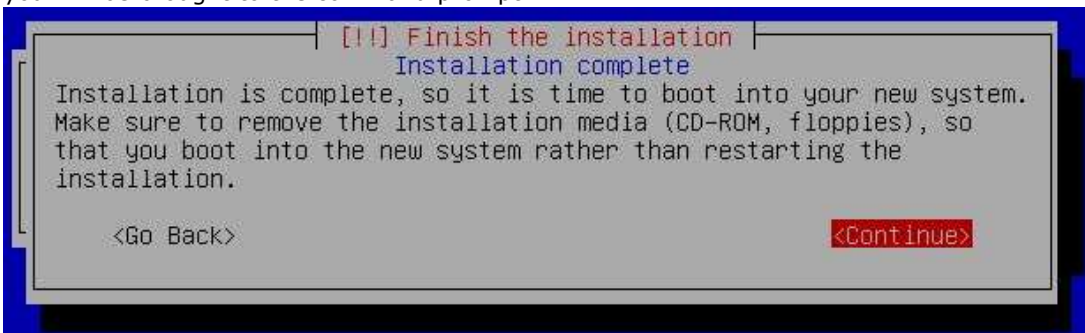 [!!] Finish the installation
Installation complete
Installation is complete, so it is time to boot into your new system.
Make sure to remove the installation media (CD-ROM, floppies), so
that you boot into the new system rather than restarting the
installation.
<Go Back> <Continue>